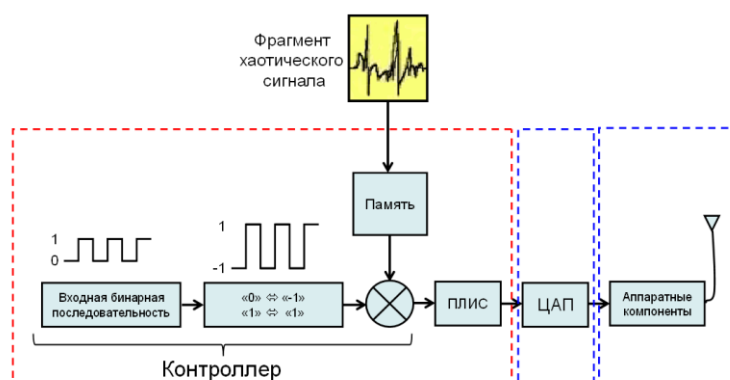 Фрагмент
хаотического
сигнала
Память
1
0
1
-1
Входная бинарная
последовательность
«0» ⇔ «-1»
«1» ⇔ «1»
ПЛИС
ЦАП
Аппаратные
компоненты
Контроллер